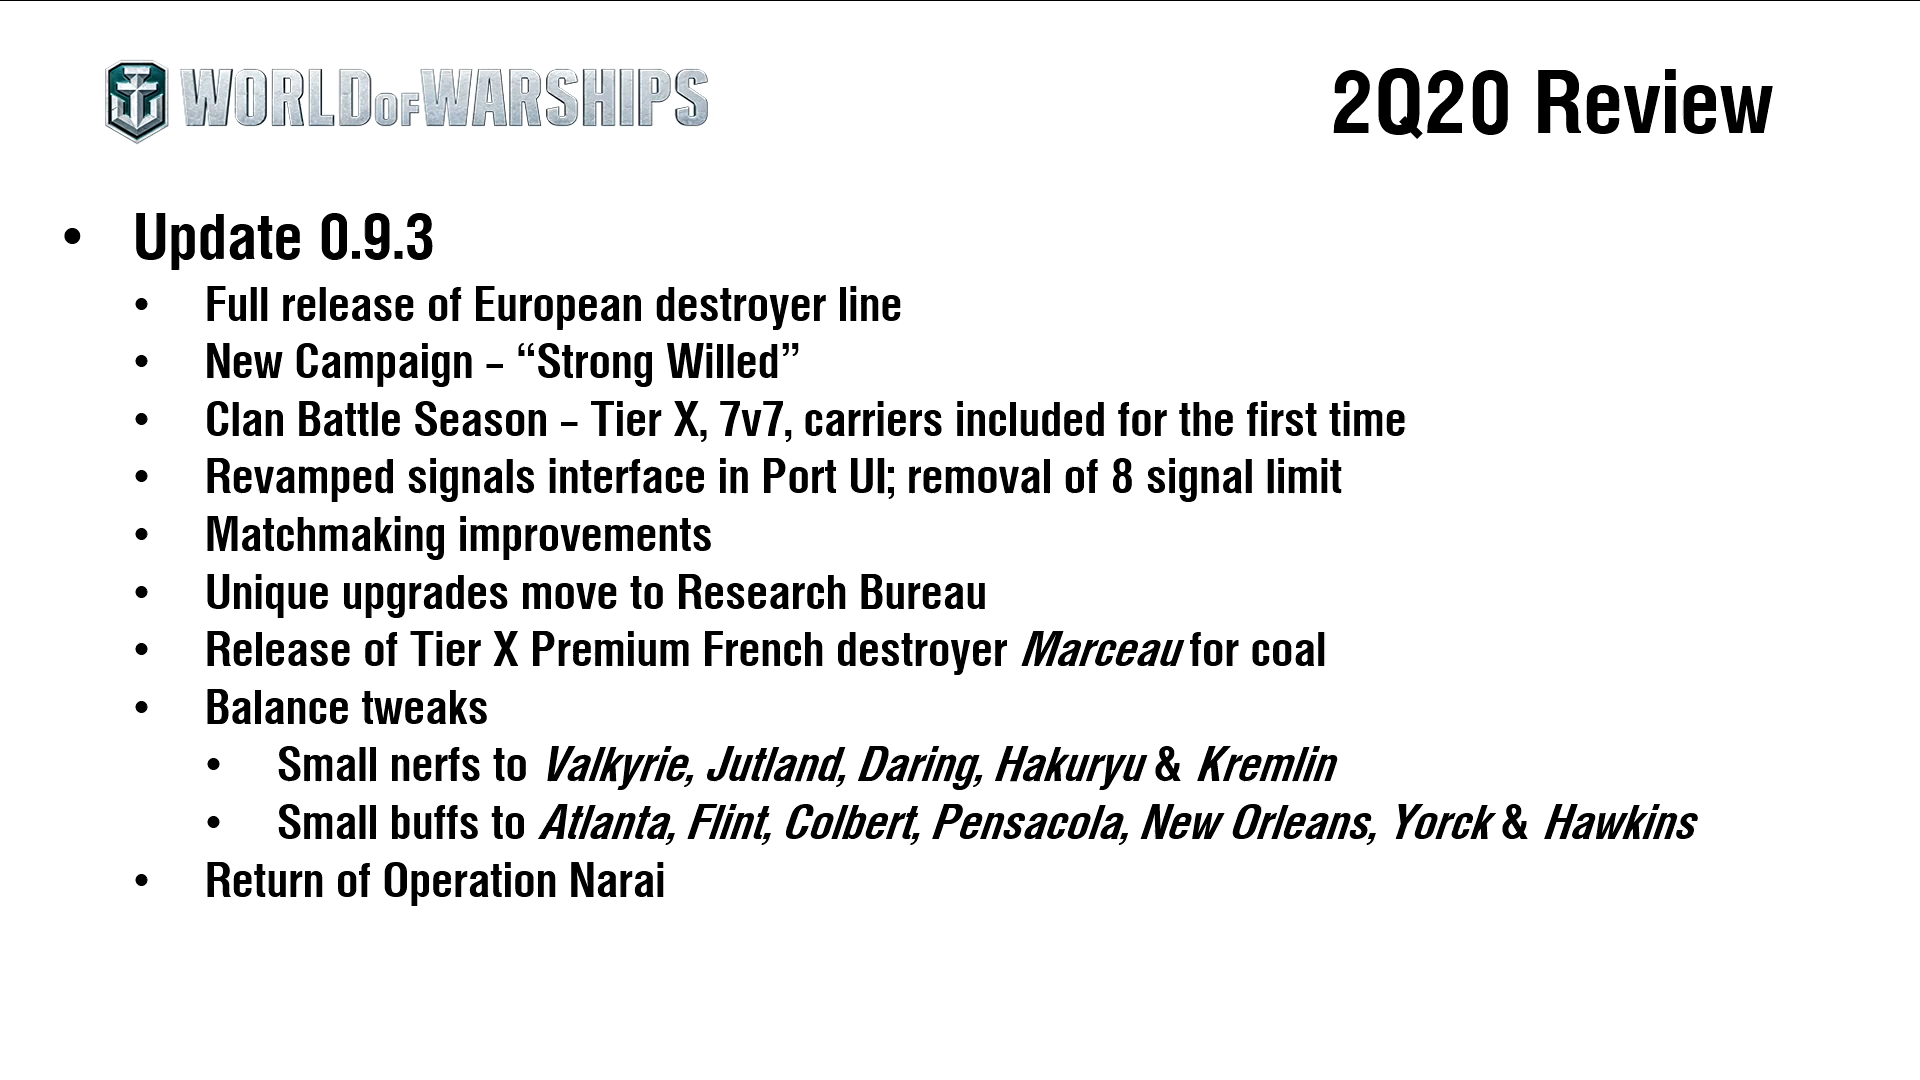 WORLD OF WARSHIPS
2Q20 Review
• Update 0.9.3
• Full release of European destroyer line
• New Campaign – “Strong Willed”
• Clan Battle Season – Tier X, 7v7, carriers included for the first time
• Revamped signals interface in Port UI; removal of 8 signal limit
• Matchmaking improvements
• Unique upgrades move to Research Bureau
• Release of Tier X Premium French destroyer Marceau for coal
• Balance tweaks
• Small nerfs to Valkyrie, Jutland, Daring, Hakuryu & Kremlin
• Small buffs to Atlanta, Flint, Colbert, Pensacola, New Orleans, Yorck & Hawkins
• Return of Operation Narai